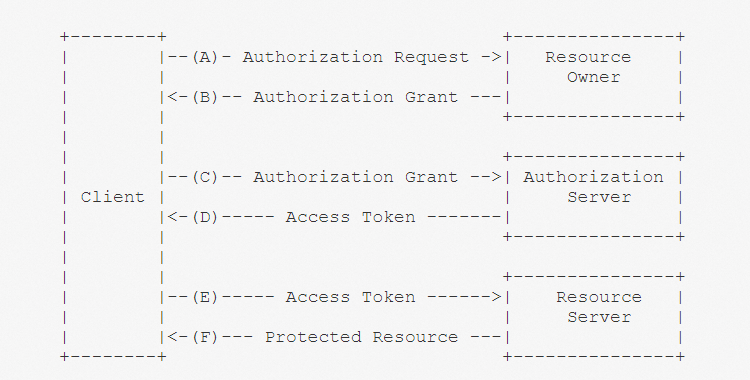 +--------+                               +---------------+
|        |--(A)- Authorization Request ->|   Resource    |
|        |                               |     Owner     |
|        |<-(B)-- Authorization Grant ---|               |
|        |                               +---------------+
|        |
|        |                               +---------------+
|        |--(C)-- Authorization Grant -->| Authorization |
| Client |                               |     Server    |
|        |<-(D)----- Access Token -------|               |
|        |                               +---------------+
|        |
|        |                               +---------------+
|        |--(E)----- Access Token ------>|    Resource   |
|        |                               |     Server    |
|        |<-(F)--- Protected Resource ---|               |
+--------+                               +---------------+